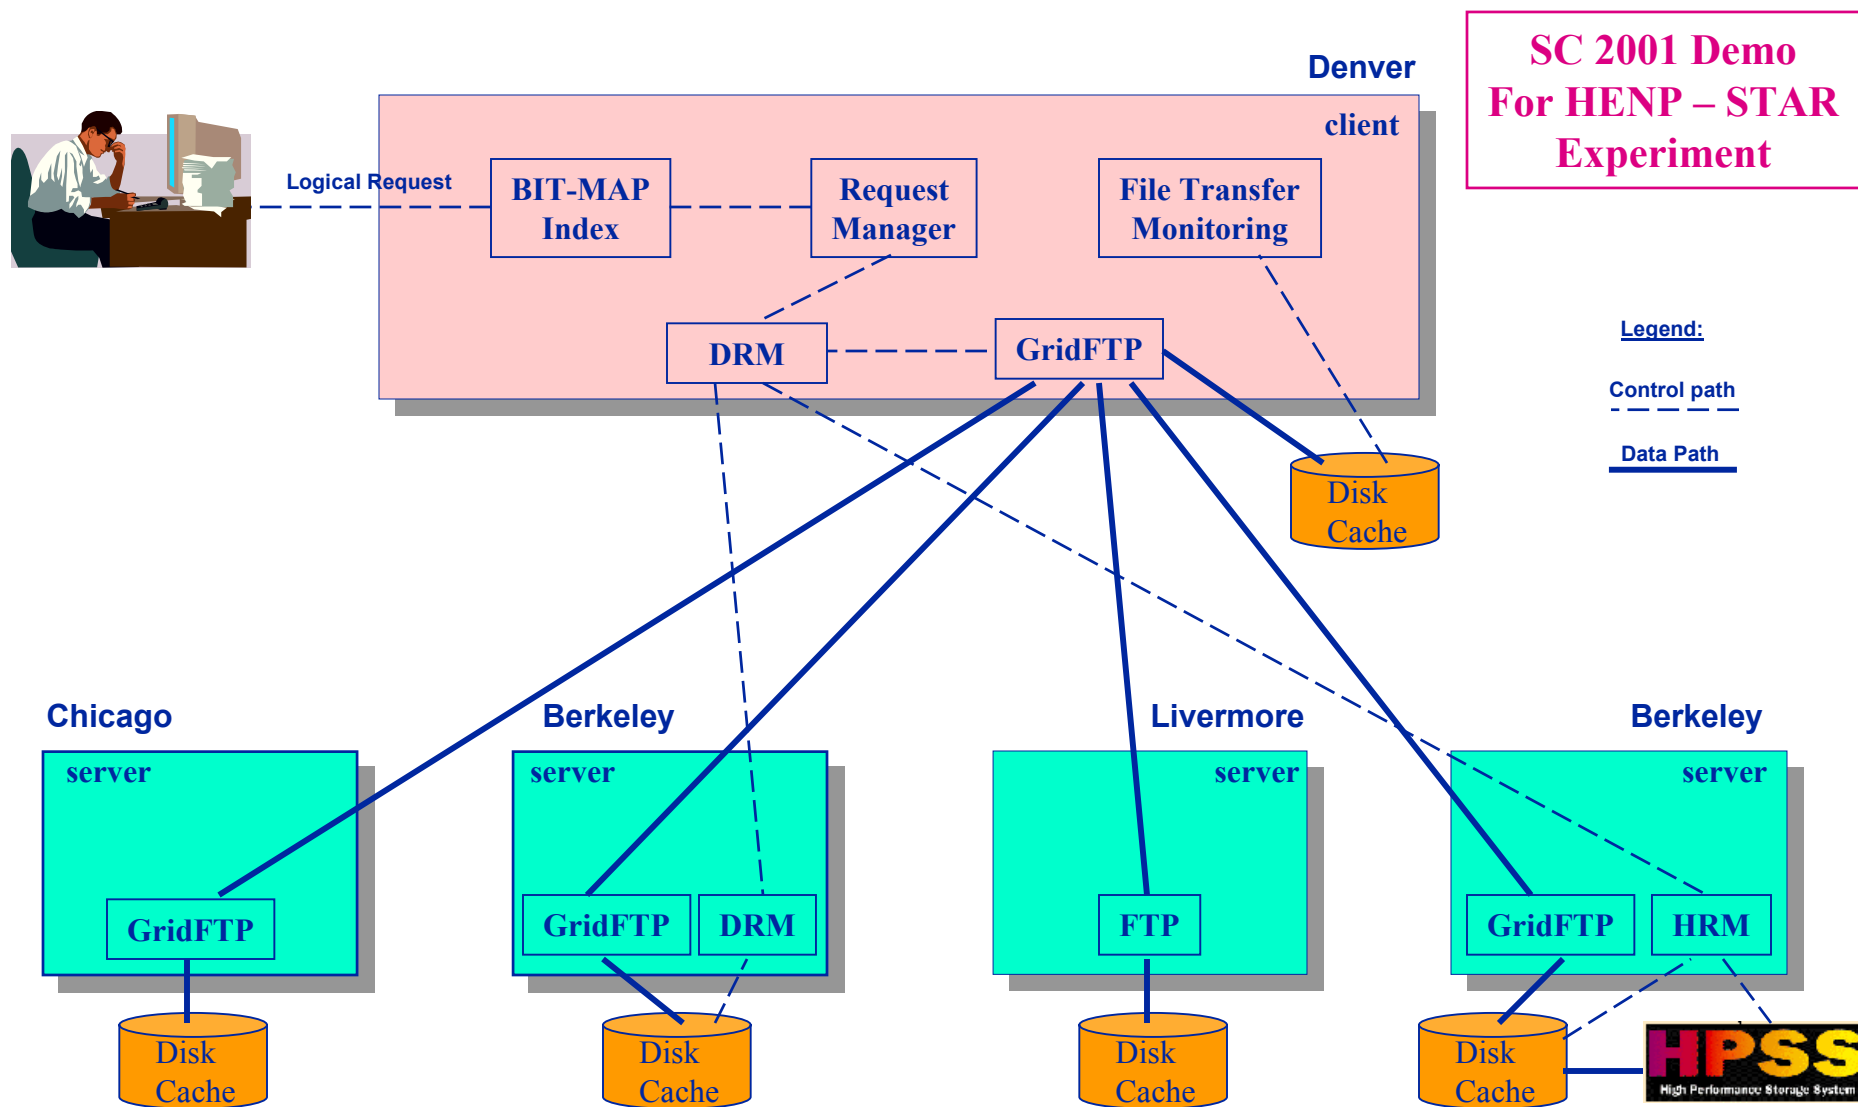 SC 2001 Demo
For HENP – STAR
Experiment
Denver
client
Logical Request
BIT-MAP
Index
Request
Manager
File Transfer
Monitoring
DRM
GridFTP
Legend:
Control path
Data Path
Disk
Cache
Chicago
server
GridFTP
Disk
Cache
Berkeley
server
GridFTP
DRM
Disk
Cache
Livermore
server
FTP
Disk
Cache
Berkeley
server
GridFTP
HRM
Disk
Cache
HPSS
High Performance Storage System